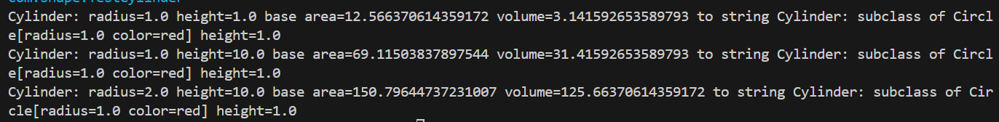 com.shape.TestCylinder
Cylinder: radius=1.0 height=1.0 base area=12.566370614359172 volume=3.141592653589793 to string Cylinder: subclass of Circl
e[radius=1.0 color=red] height=1.0
Cylinder: radius=1.0 height=10.0 base area=69.11503837897544 volume=31.41592653589793 to string Cylinder: subclass of Circl
e[radius=1.0 color=red] height=1.0
Cylinder: radius=2.0 height=10.0 base area=150.79644737231007 volume=125.66370614359172 to string Cylinder: subclass of Cir
cle[radius=1.0 color=red] height=1.0